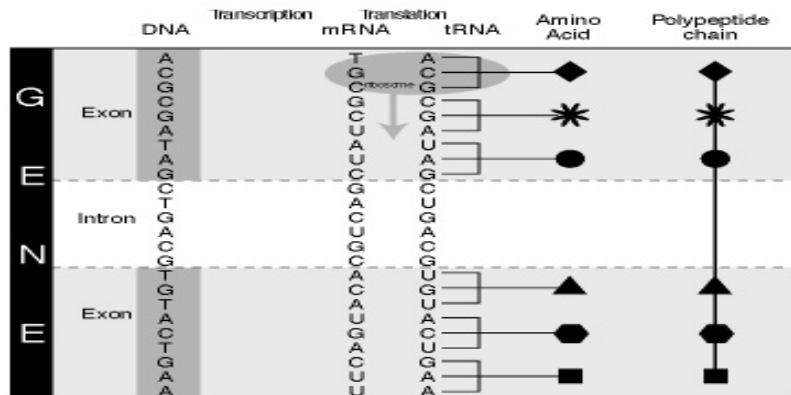 Transcription Translation Amino Polypeptide
DNA mRNA tRNA Acid chain
A T A
C G C
G C ribosome G
G
C G C
Exon G C G
A U A
T A U
E
A U A
G C G
C G C
T A U
Intron G C G
A U A
N
C G C
G C G
T A U
G C G
T A U
Exon
A U A
E
C G C
T A U
G C G
A U A
A U A